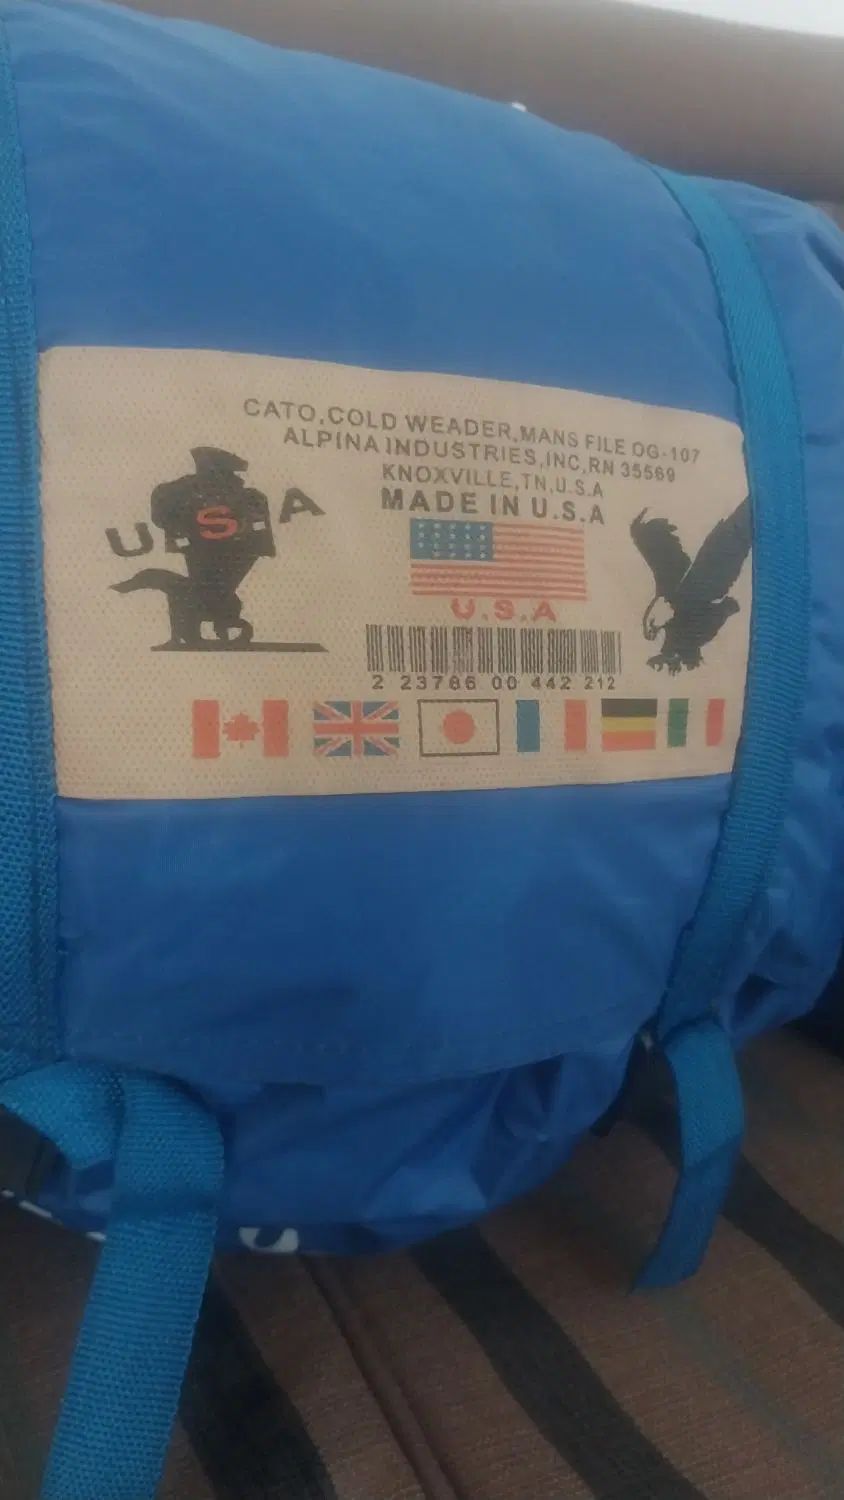 CATO,COLD WEADER,MANS FILE OG-107
ALPINA INDUSTRIES,INC,RN 35569
KNOXVILLE,TN,U.S.A
MADE IN U.S.A
USA
U.S.A
2 23786 00 442 212